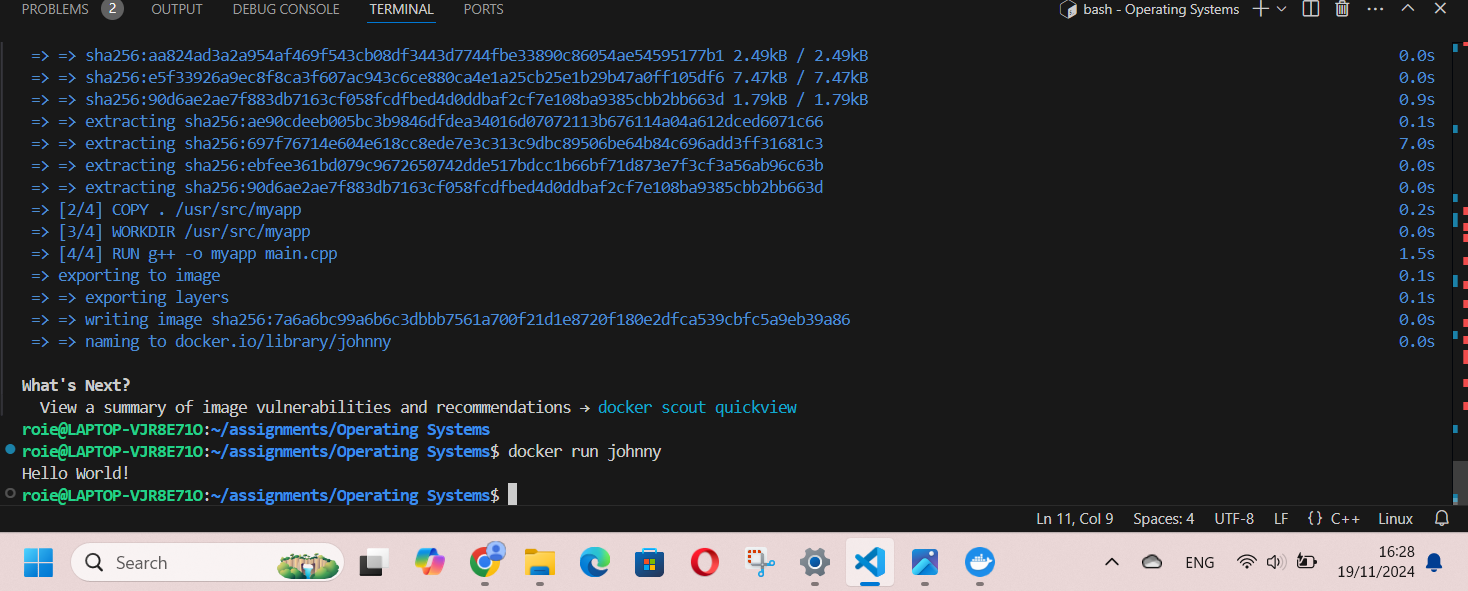 PROBLEMS 2 OUTPUT DEBUG CONSOLE TERMINAL PORTS bash - Operating Systems
=> => sha256:aa824ad3a2a954af469f543cb08df3443d7744fbe33890c86054ae54595177b1 2.49kB / 2.49kB 0.0s
=> => sha256:e5f33926a9ec8f8ca3f607ac943c6ce880ca4e1a25cb25e1b29b47a0ff105df6 7.47kB / 7.47kB 0.0s
=> => sha256:90d6ae2ae7f883db7163cf058fcdfbed4d0ddbaf2cf7e108ba9385cbb2bb663d 1.79kB / 1.79kB 0.9s
=> => extracting sha256:ae90cdeeb005bc3b9846dfdea34016d07072113b676114a04a612dced6071c66 0.1s
=> => extracting sha256:697f76714e604e618cc8ede7e3c313c9dbc89506be64b84c696add3ff31681c3 7.0s
=> => extracting sha256:ebfee361bd079c9672650742dde517bdcc1b66bf71d873e7f3cf3a56ab96c63b 0.0s
=> => extracting sha256:90d6ae2ae7f883db7163cf058fcdfbed4d0ddbaf2cf7e108ba9385cbb2bb663d 0.0s
=> [2/4] COPY . /usr/src/myapp 0.2s
=> [3/4] WORKDIR /usr/src/myapp 0.0s
=> [4/4] RUN g++ -o myapp main.cpp 1.5s
=> exporting to image 0.1s
=> => exporting layers 0.1s
=> => writing image sha256:7a6a6bc99a6b6c3dbbb7561a700f21d1e8720f180e2dfca539cbfc5a9eb39a86 0.0s
=> => naming to docker.io/library/johnny 0.0s
What's Next?
View a summary of image vulnerabilities and recommendations → docker scout quickview
roie@LAPTOP-VJR8E71O:~/assignments/Operating Systems
roie@LAPTOP-VJR8E71O:~/assignments/Operating Systems$ docker run johnny
Hello World!
roie@LAPTOP-VJR8E71O:~/assignments/Operating Systems$
Ln 11, Col 9 Spaces: 4 UTF-8 LF {} C++ Linux
Search
ENG
16:28
19/11/2024